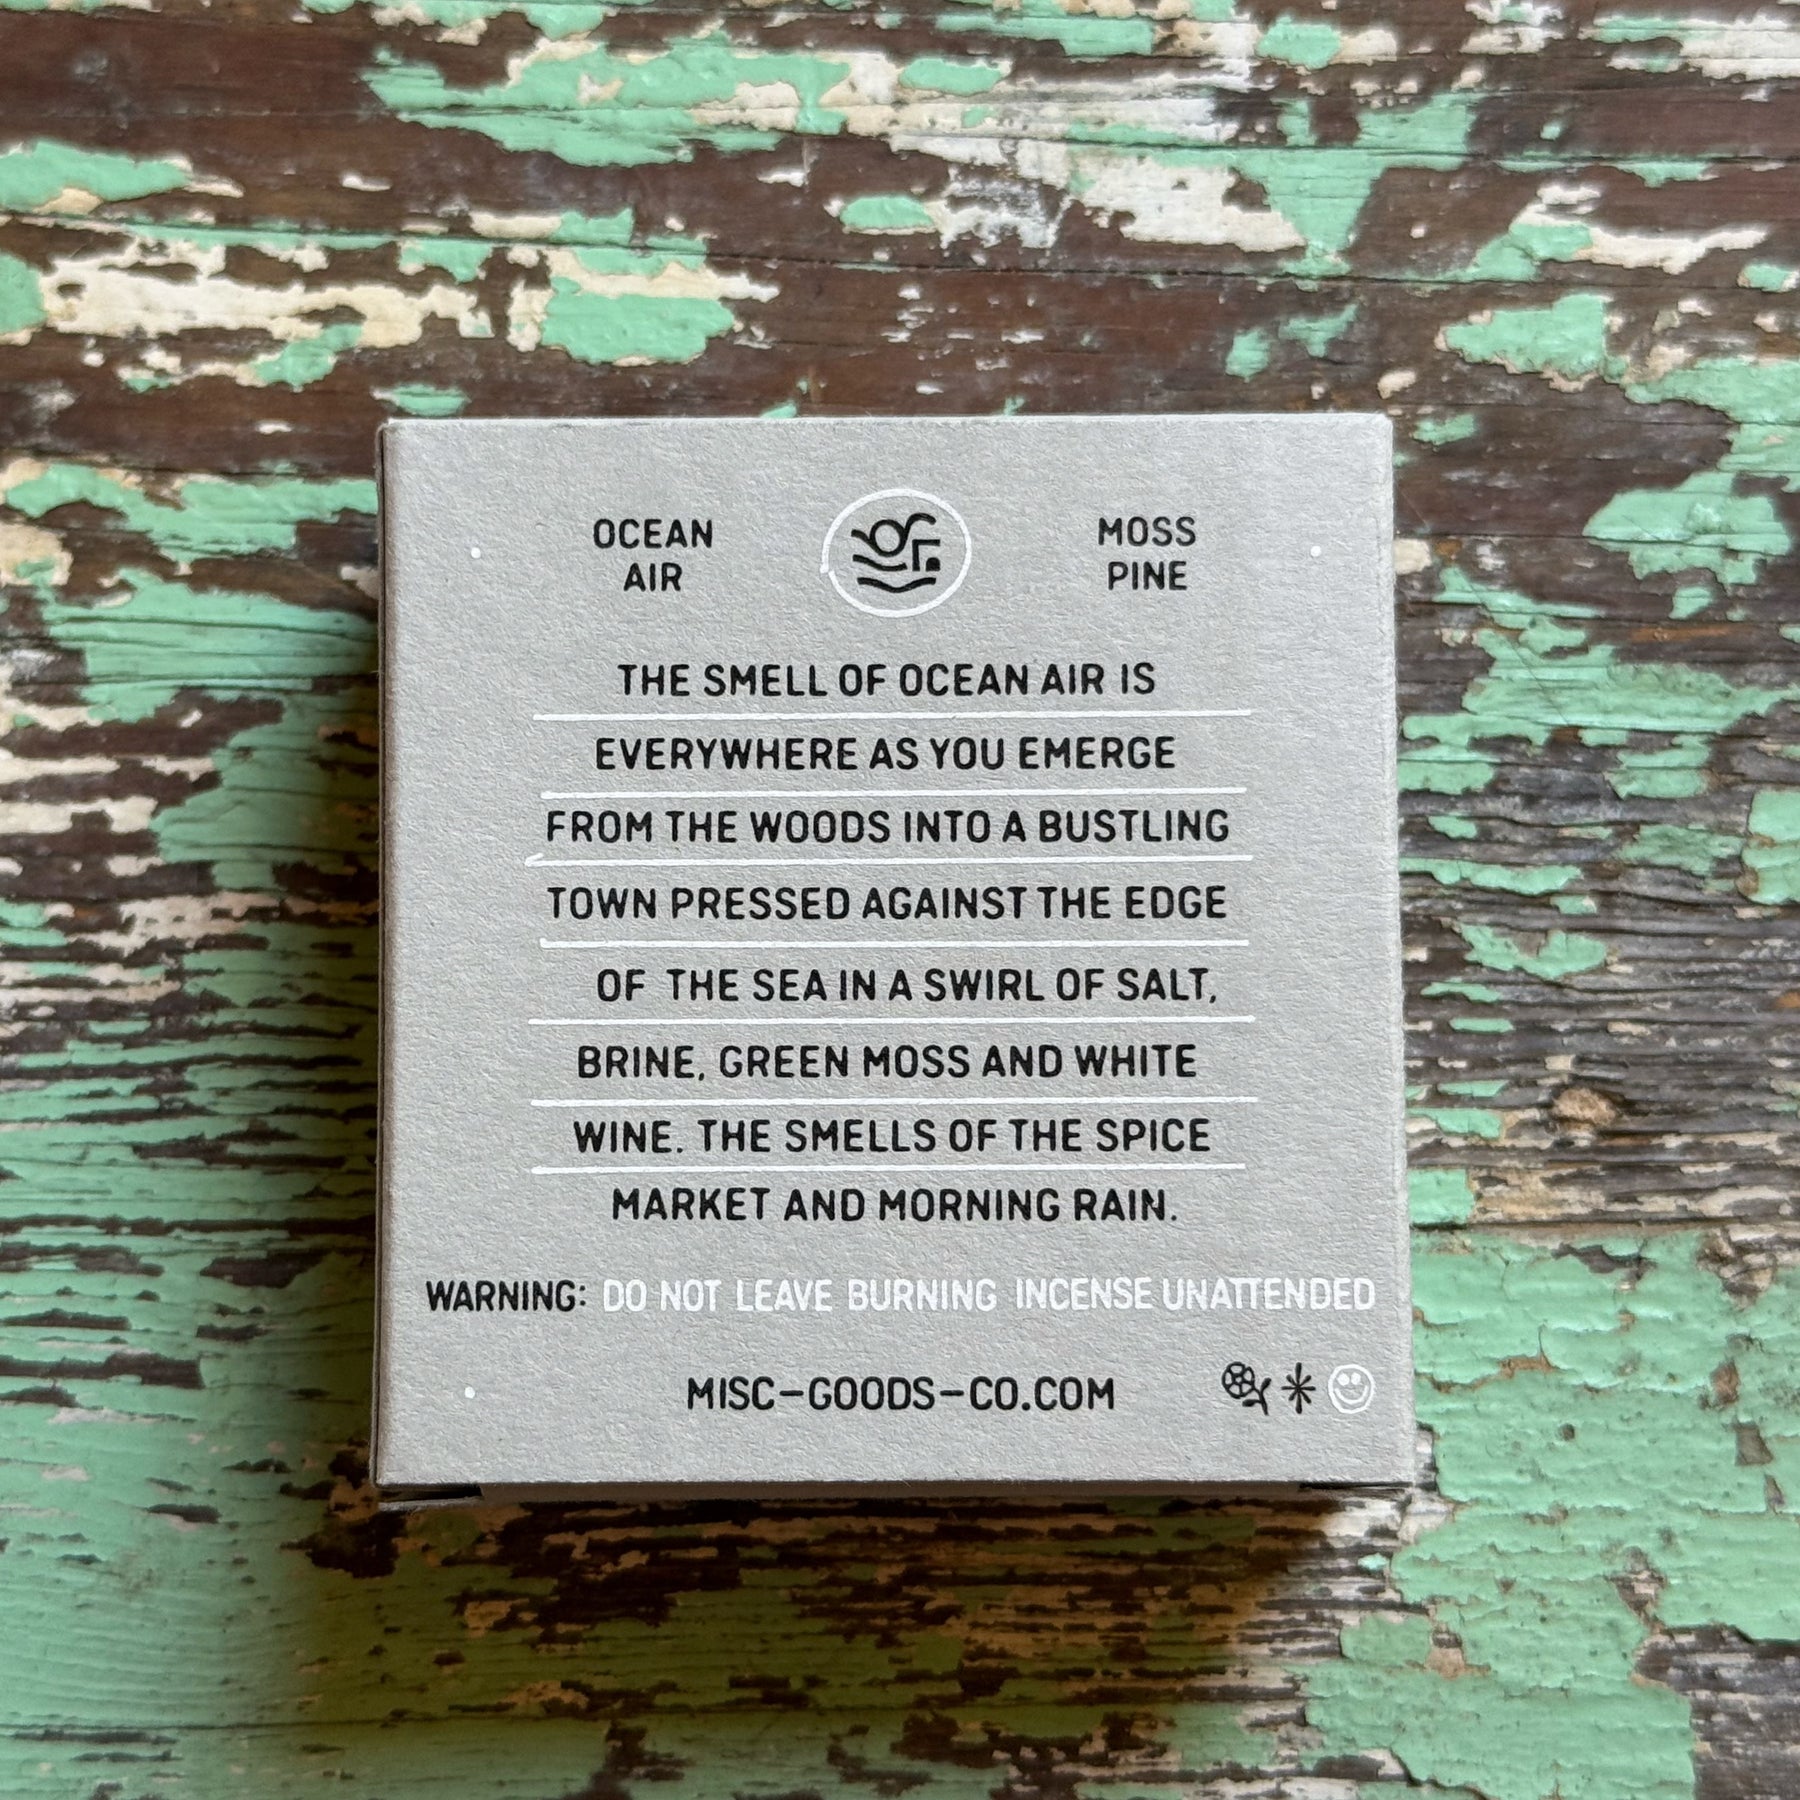 OCEAN AIR
MOSS PINE
THE SMELL OF OCEAN AIR IS
EVERYWHERE AS YOU EMERGE
FROM THE WOODS INTO A BUSTLING
TOWN PRESSED AGAINST THE EDGE
OF THE SEA IN A SWIRL OF SALT,
BRINE, GREEN MOSS AND WHITE
WINE. THE SMELLS OF THE SPICE
MARKET AND MORNING RAIN.
WARNING: DO NOT LEAVE BURNING INCENSE UNATTENDED
MISC-GOODS-CO.COM